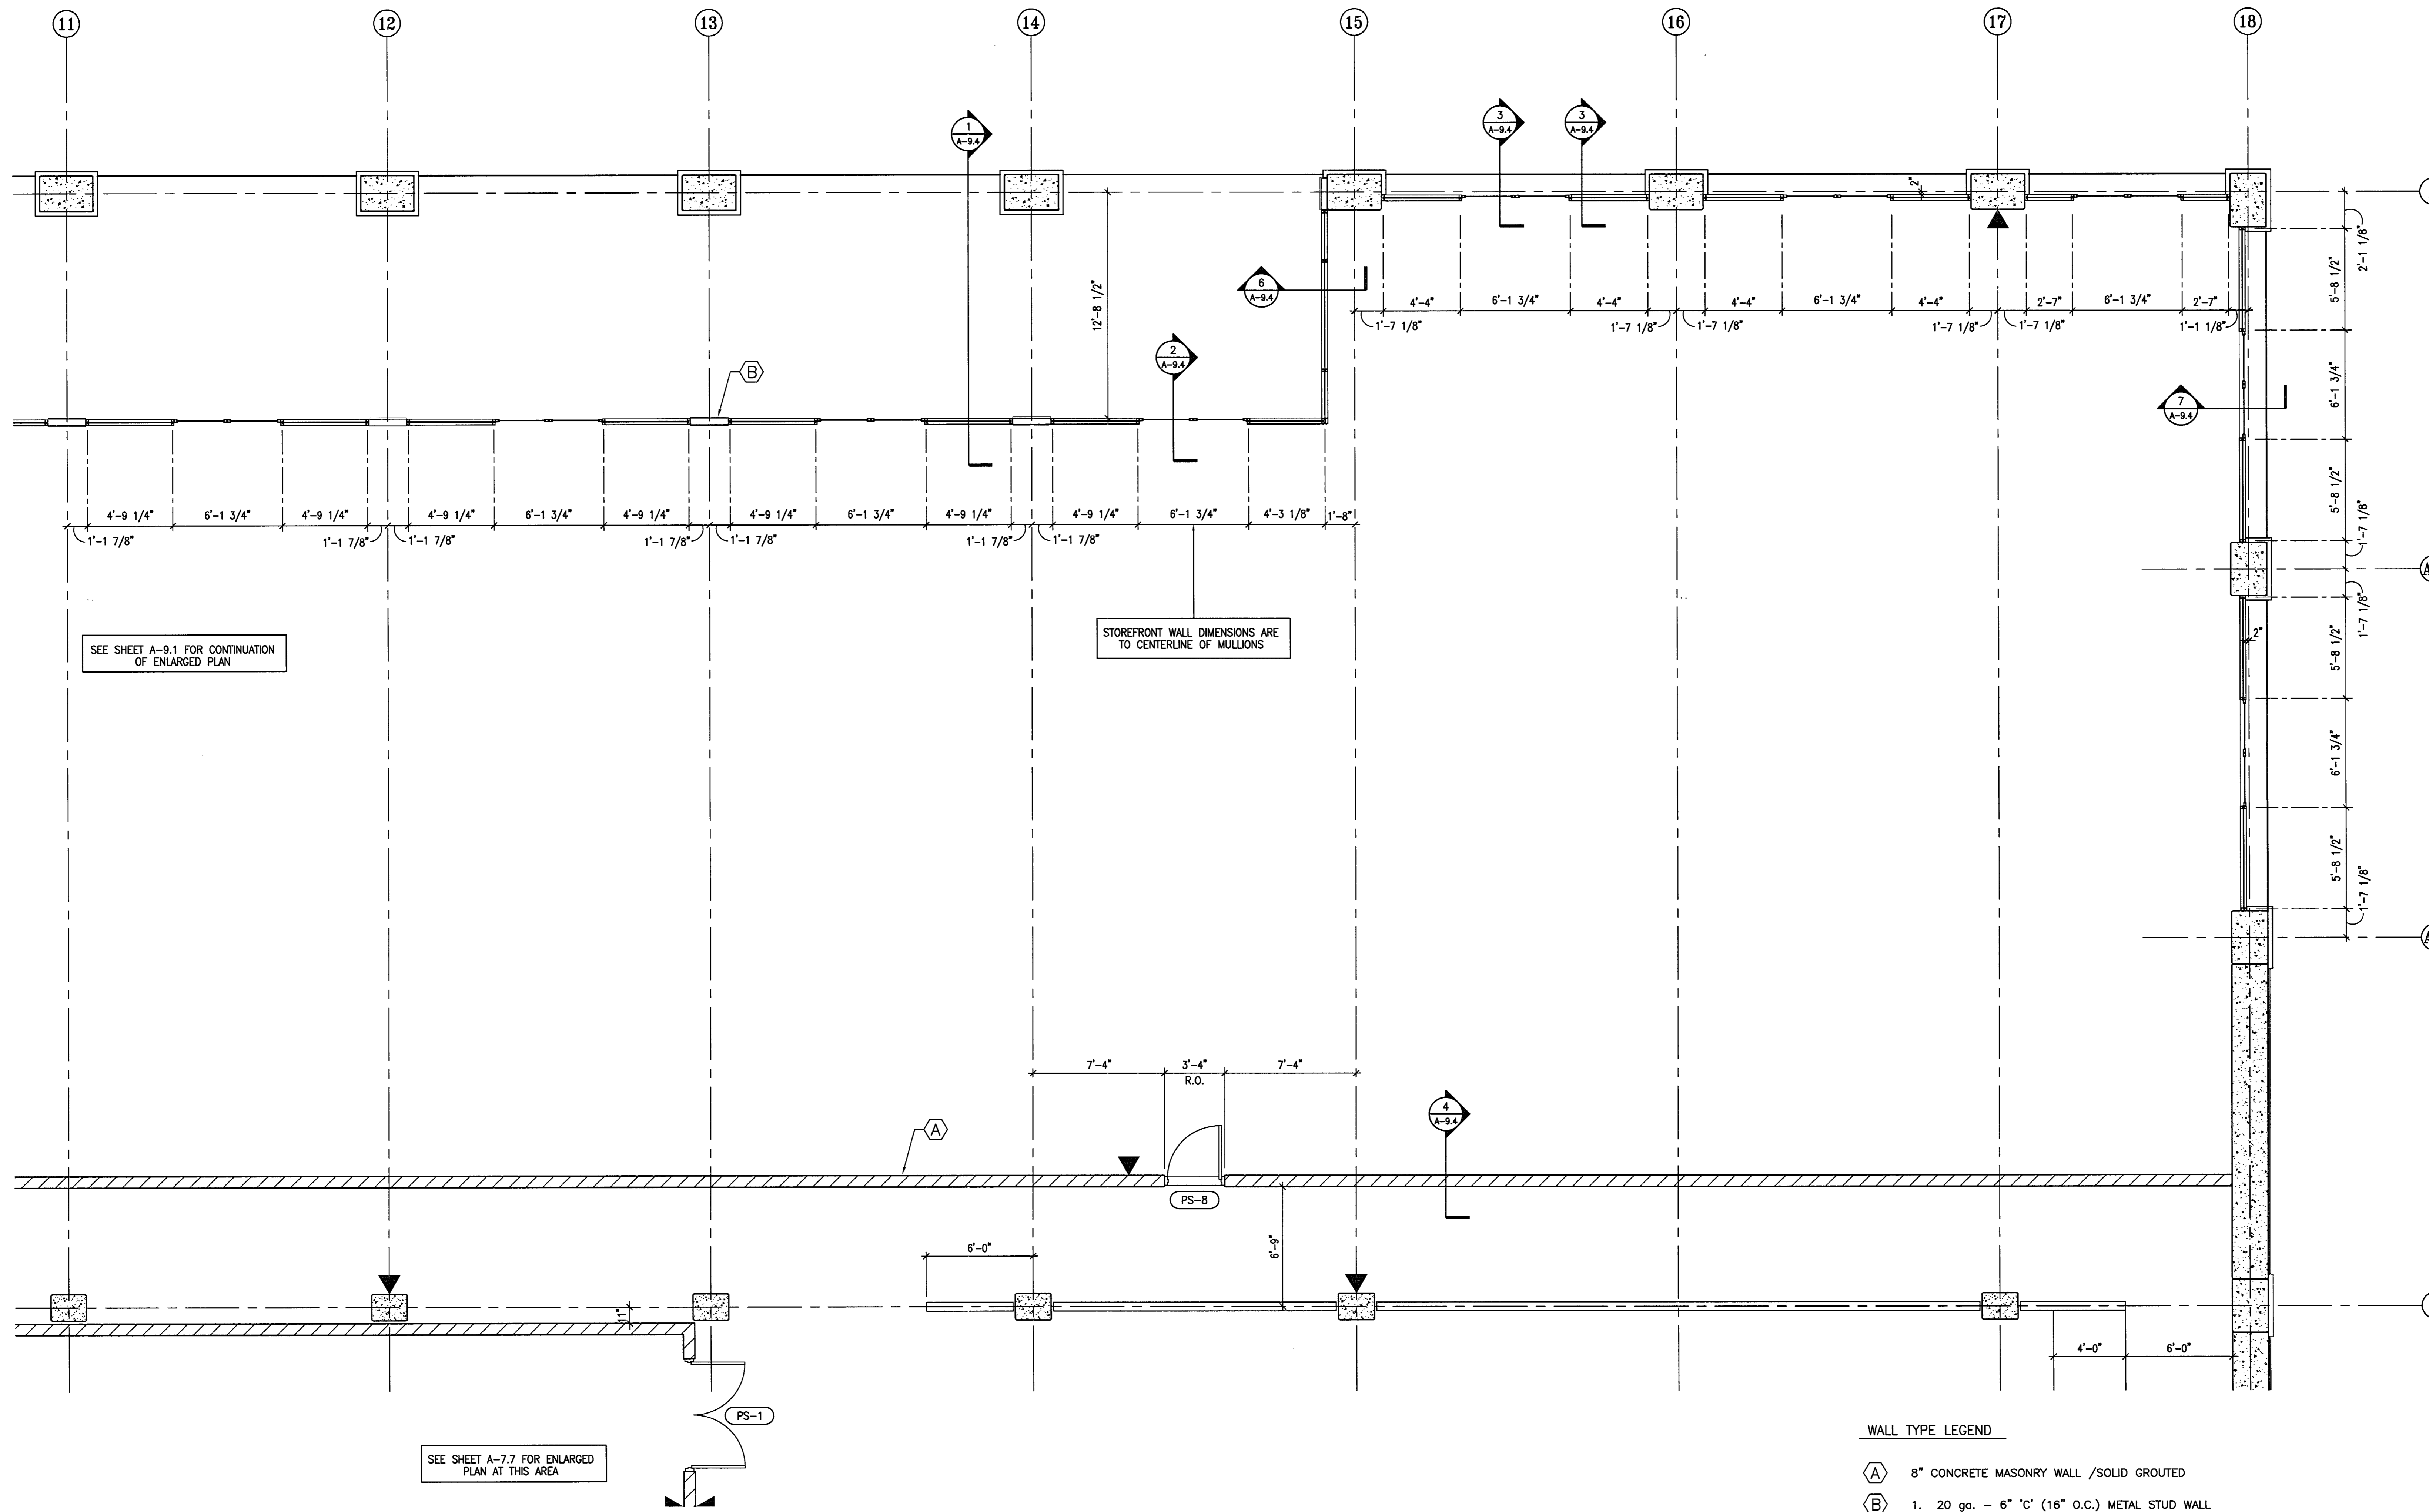 11 12 13 14 15 16 17 18
1
A-9.4
3
A-9.4
3
A-9.4
2"
12'-8 1/2"
6
A-9.4
2
A-9.4
B
4'-4" 6'-1 3/4" 4'-4" 4'-4" 6'-1 3/4" 4'-4" 2'-7" 6'-1 3/4" 2'-7"
1'-7 1/8" 1'-7 1/8" 1'-7 1/8" 1'-7 1/8" 1'-7 1/8" 1'-1 1/8"
2'-1 1/8"
5'-8 1/2"
6'-1 3/4"
7
A-9.4
5'-8 1/2"
1'-7 1/8"
4'-9 1/4" 6'-1 3/4" 4'-9 1/4" 4'-9 1/4" 6'-1 3/4" 4'-9 1/4" 4'-9 1/4" 6'-1 3/4" 4'-9 1/4" 4'-9 1/4" 6'-1 3/4" 4'-3 1/8" 1'-8"
1'-1 7/8" 1'-1 7/8" 1'-1 7/8" 1'-1 7/8" 1'-1 7/8" 1'-1 7/8" 1'-1 7/8"
A
1'-7 1/8"
2"
5'-8 1/2"
6'-1 3/4"
5'-8 1/2"
1'-7 1/8"
A
SEE SHEET A-9.1 FOR CONTINUATION
OF ENLARGED PLAN
STOREFRONT WALL DIMENSIONS ARE
TO CENTERLINE OF MULLIONS
7'-4" 3'-4" 7'-4"
R.O.
4
A-9.4
A
PS-8
6'-0"
6'-9"
11"
4'-0" 6'-0"
PS-1
SEE SHEET A-7.7 FOR ENLARGED
PLAN AT THIS AREA
WALL TYPE LEGEND
A 8" CONCRETE MASONRY WALL /SOLID GROUTED
B 1. 20 ga. - 6" 'C' (16" O.C.) METAL STUD WALL